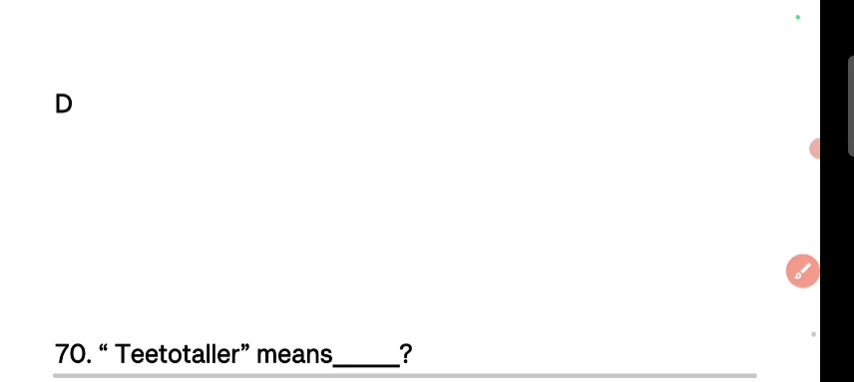 D
70. “ Teetotaller” means_____?